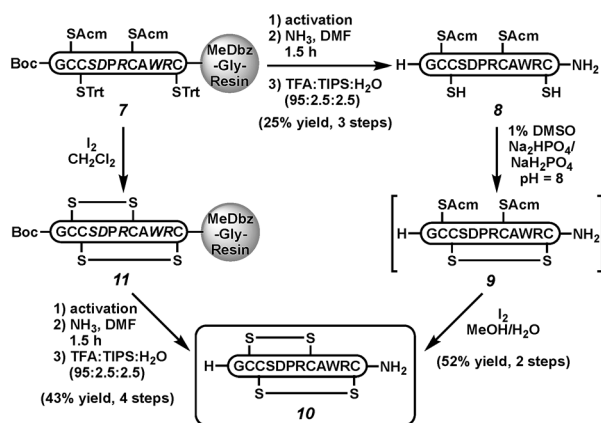 SAcm SAcm
Boc GCCSDPRCAWRC
STrt STrt
MeDbz
-Gly-
Resin
7
1) activation
2) NH₃, DMF
1.5 h
3) TFA:TIPS:H₂O
(95:2.5:2.5)
(25% yield, 3 steps)
SAcm SAcm
H GCCSDPRCAWRC NH₂
SH SH
8
I₂
CH₂Cl₂
1% DMSO
Na₂HPO₄/
NaH₂PO₄
pH = 8
S S
Boc GCCSDPRCAWRC
S S
MeDbz
-Gly-
Resin
11
SAcm SAcm
H GCCSDPRCAWRC NH₂
S S
9
1) activation
2) NH₃, DMF
1.5 h
3) TFA:TIPS:H₂O
(95:2.5:2.5)
(43% yield, 4 steps)
S S
H GCCSDPRCAWRC NH₂
S S
10
I₂
MeOH/H₂O
(52% yield, 2 steps)